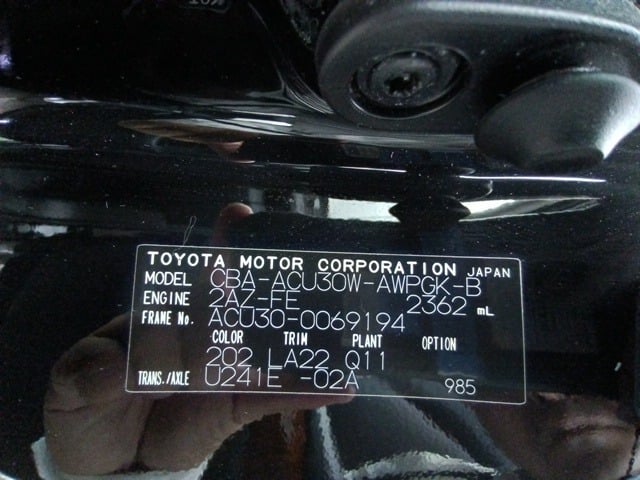 TOYOTA MOTOR CORPORATION JAPAN
MODEL CBA-ACU30W-AWPGK-B
ENGINE 2AZ-FE 2362 mL
FRAME No. ACU30-0069194
COLOR TRIM PLANT OPTION
202 LA22 Q11
TRANS./AXLE U241E -02A 985